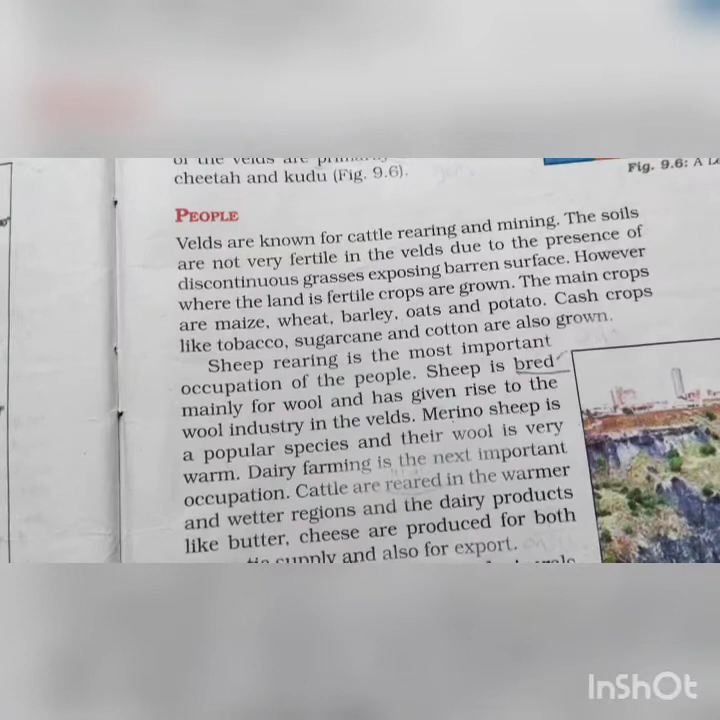 of the velds are
cheetah and kudu (Fig. 9.6).
Fig. 9.6: A
PEOPLE
Velds are known for cattle rearing and mining. The soils
are not very fertile in the velds due to the presence of
discontinuous grasses exposing barren surface. However
where the land is fertile crops are grown. The main crops
are maize, wheat, barley, oats and potato. Cash crops
like tobacco, sugarcane and cotton are also grown.
Sheep rearing is the most important
occupation of the people. Sheep is bred
mainly for wool and has given rise to the
wool industry in the velds. Merino sheep is
a popular species and their wool is very
warm. Dairy farming is the next important
occupation. Cattle are reared in the warmer
and wetter regions and the dairy products
like butter, cheese are produced for both
supply and also for export.
InShOt